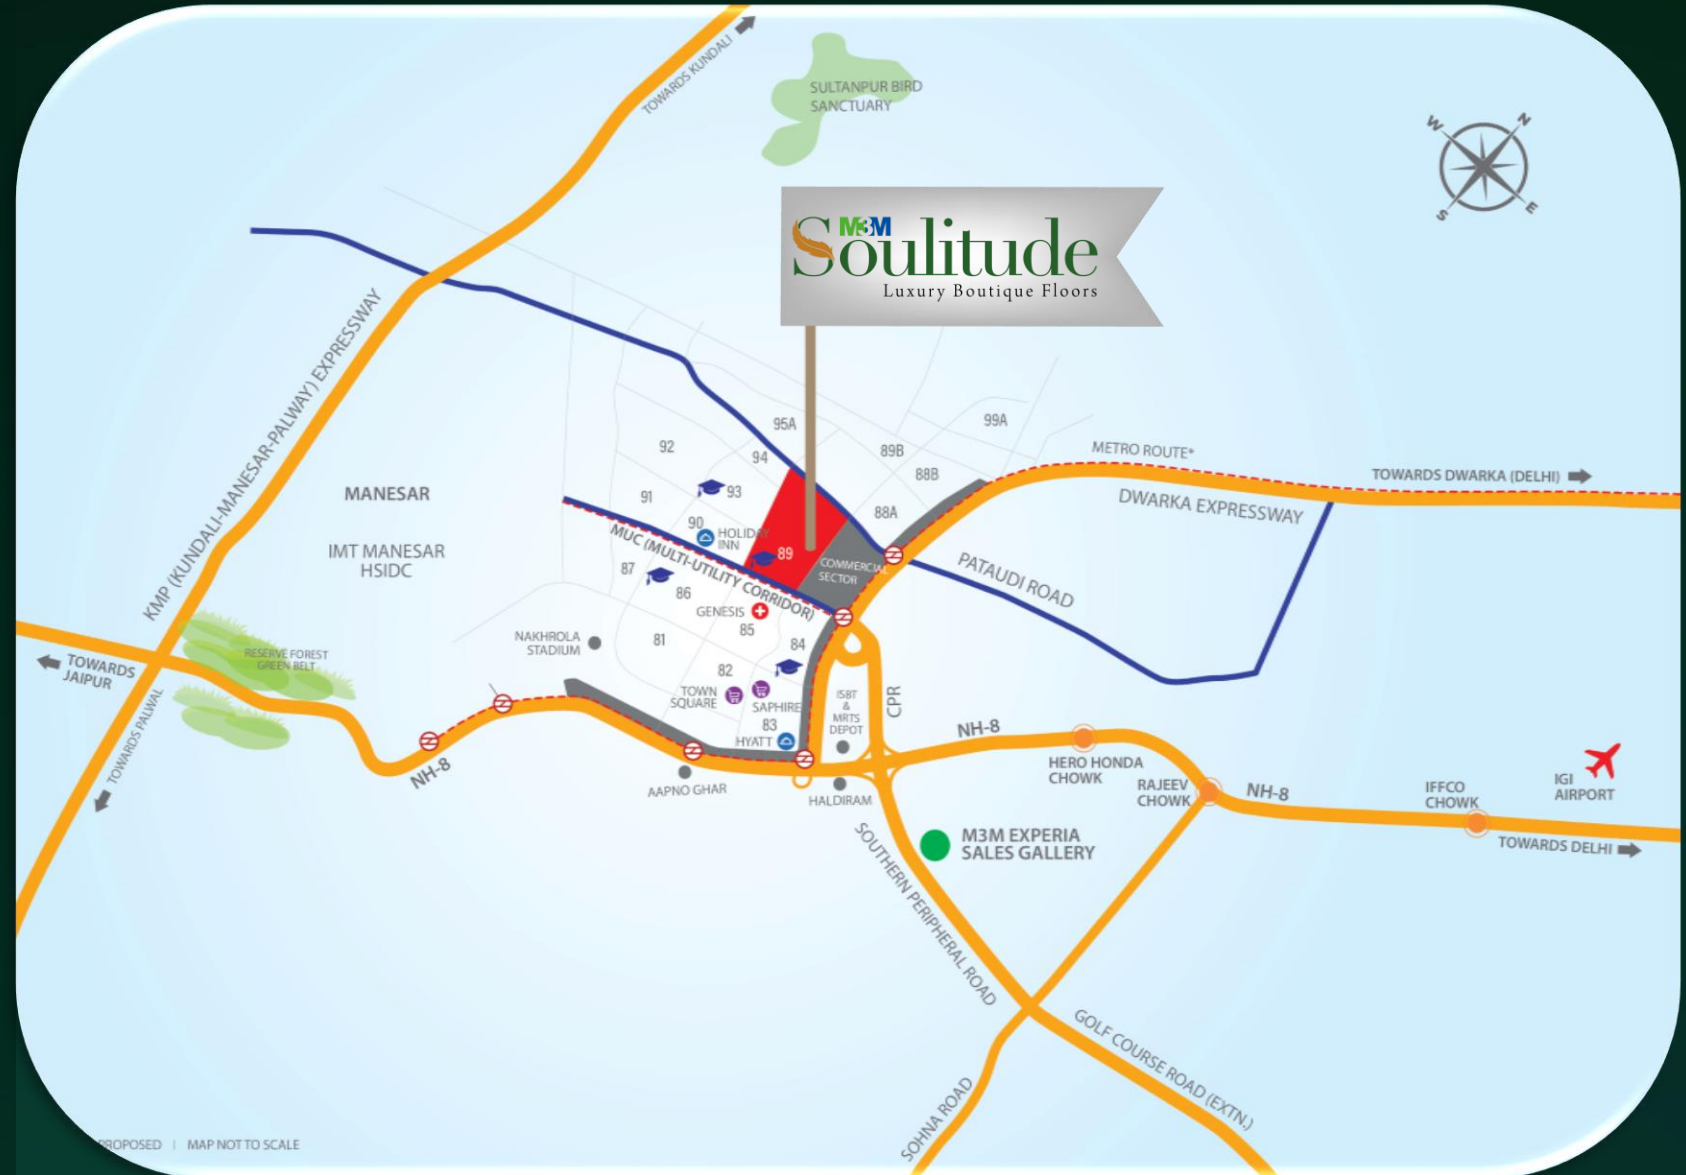 TOWARDS KUNDALI
SULTANPUR BIRD
SANCTUARY
W
N
S
E
M3M
Soulitude
Luxury Boutique Floors
KMP (KUNDALI-MANESAR-PALWAY) EXPRESSWAY
MANESAR
IMT MANESAR
HSIDC
95A
92
94
91
93
90
HOLIDAY
INN
89
89B
88B
88A
99A
COMMERCIAL
SECTOR
MUC (MULTI-UTILITY CORRIDOR)
87
86
GENESIS
85
84
81
82
NAKHROLA
STADIUM
TOWN
SQUARE
SAPHIRE
83
HYATT
METRO ROUTE*
TOWARDS DWARKA (DELHI)
DWARKA EXPRESSWAY
PATAUDI ROAD
ISBT
&
MRTS
DEPOT
CPR
TOWARDS
JAIPUR
RESERVE FOREST
GREEN BELT
TOWARDS PALWAL
NH-8
AAPNO GHAR
HALDIRAM
NH-8
HERO HONDA
CHOWK
RAJEEV
CHOWK
NH-8
IFFCO
CHOWK
IGI
AIRPORT
TOWARDS DELHI
M3M EXPERIA
SALES GALLERY
SOUTHERN PERIPHERAL ROAD
GOLF COURSE ROAD (EXTN.)
SOHNA ROAD
PROPOSED | MAP NOT TO SCALE